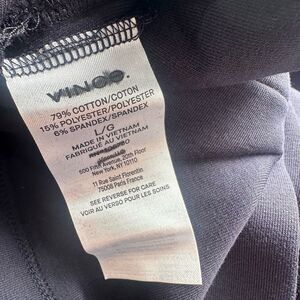 VINCE.
79% COTTON/COTON
15% POLYESTER/POLYESTER
6% SPANDEX/SPANDEX
L/G
MADE IN VIETNAM
FABRIQUÉ AU VIETNAM
500 Fifth Avenue, 20th Floor
New York, NY 10110
11 Rue Saint Florentin
75008 Paris France
SEE REVERSE FOR CARE
VOIR AU VERSO POUR LES SOINS